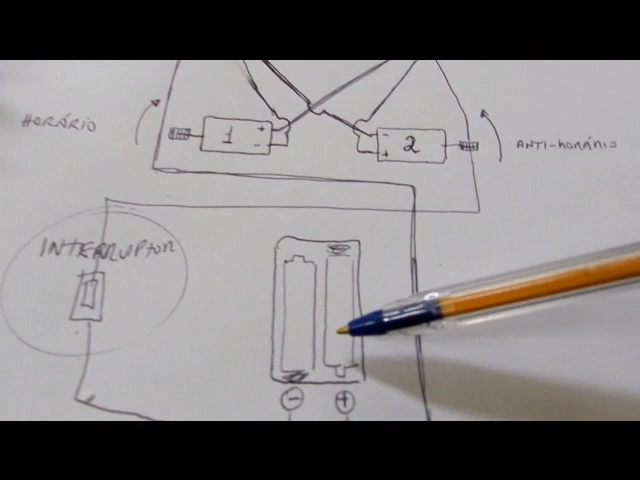 HORÁRIO
1
+
-
-
+
2
ANTI-HORÁRIO
INTERRUPTOR
- +